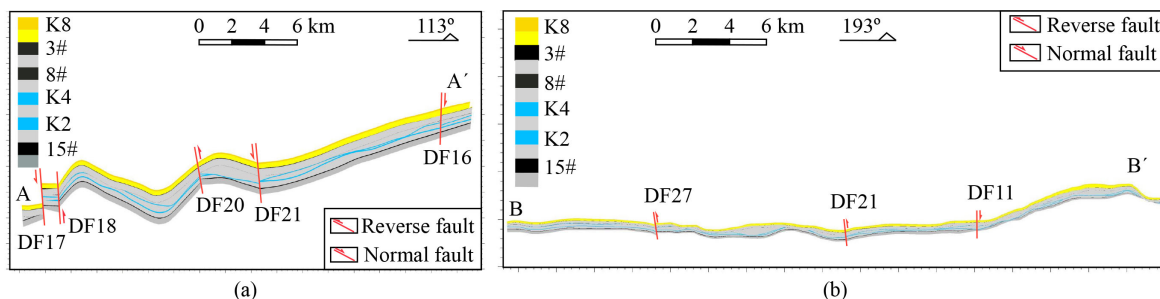 K8
3#
8#
K4
K2
15#
0 2 4 6 km
113°
A
A´
DF17
DF18
DF20
DF21
DF16
Reverse fault
Normal fault
(a)
K8
3#
8#
K4
K2
15#
0 2 4 6 km
193°
Reverse fault
Normal fault
B
B´
DF27
DF21
DF11
(b)